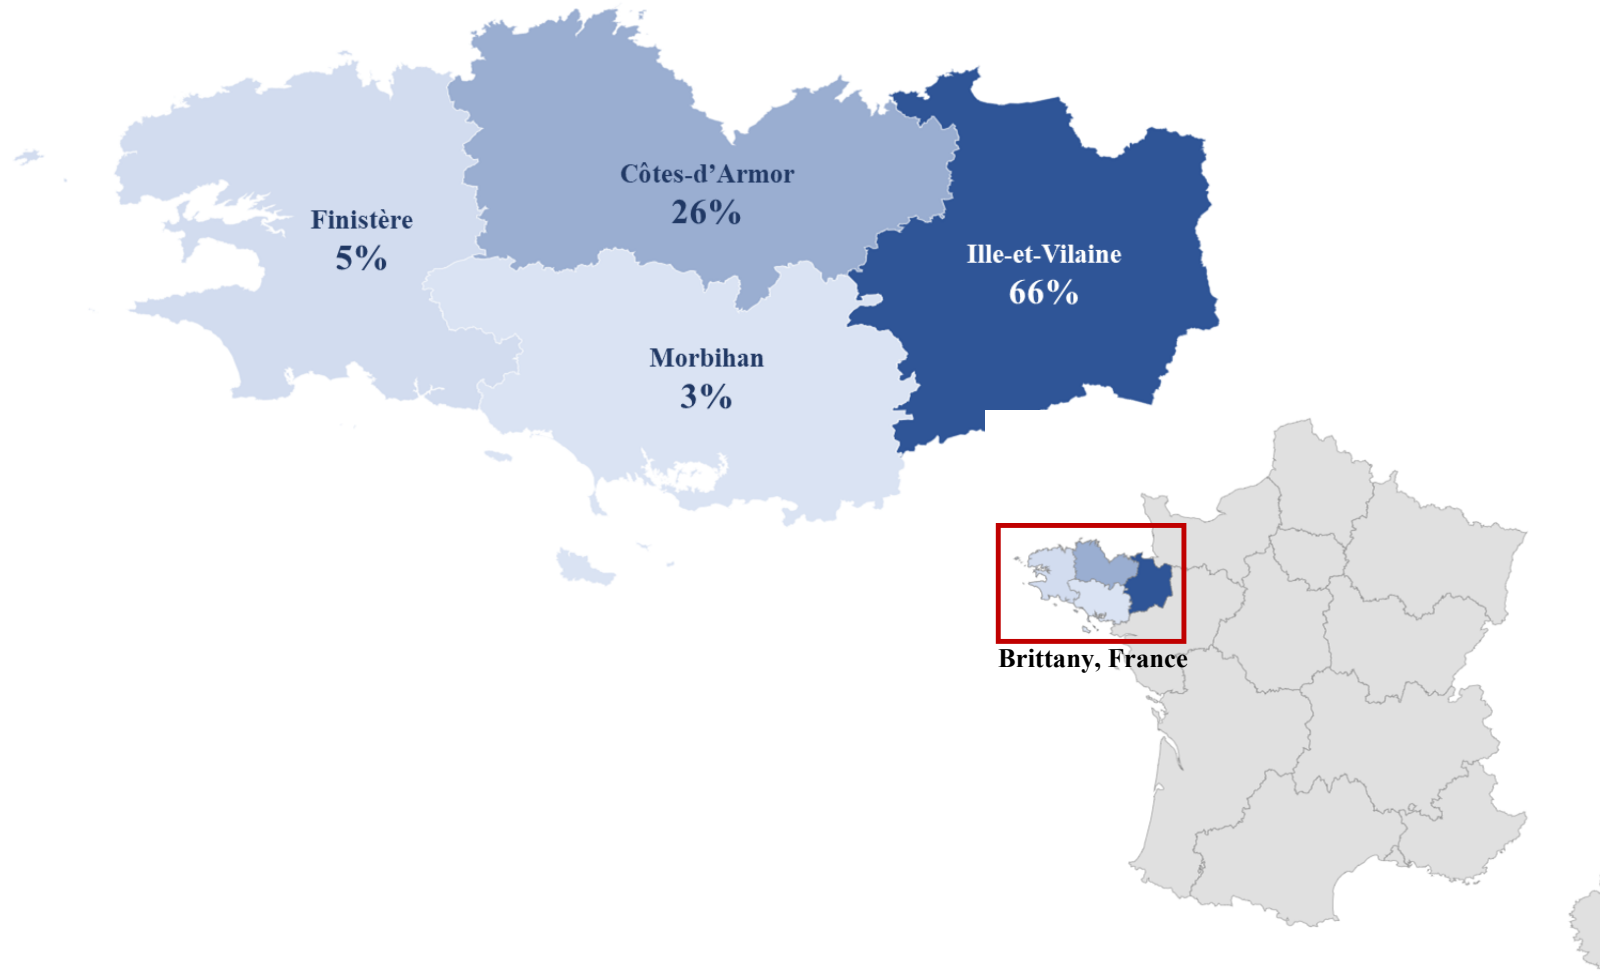 Côtes-d’Armor
26%
Finistère
5%
Ille-et-Vilaine
66%
Morbihan
3%
Brittany, France